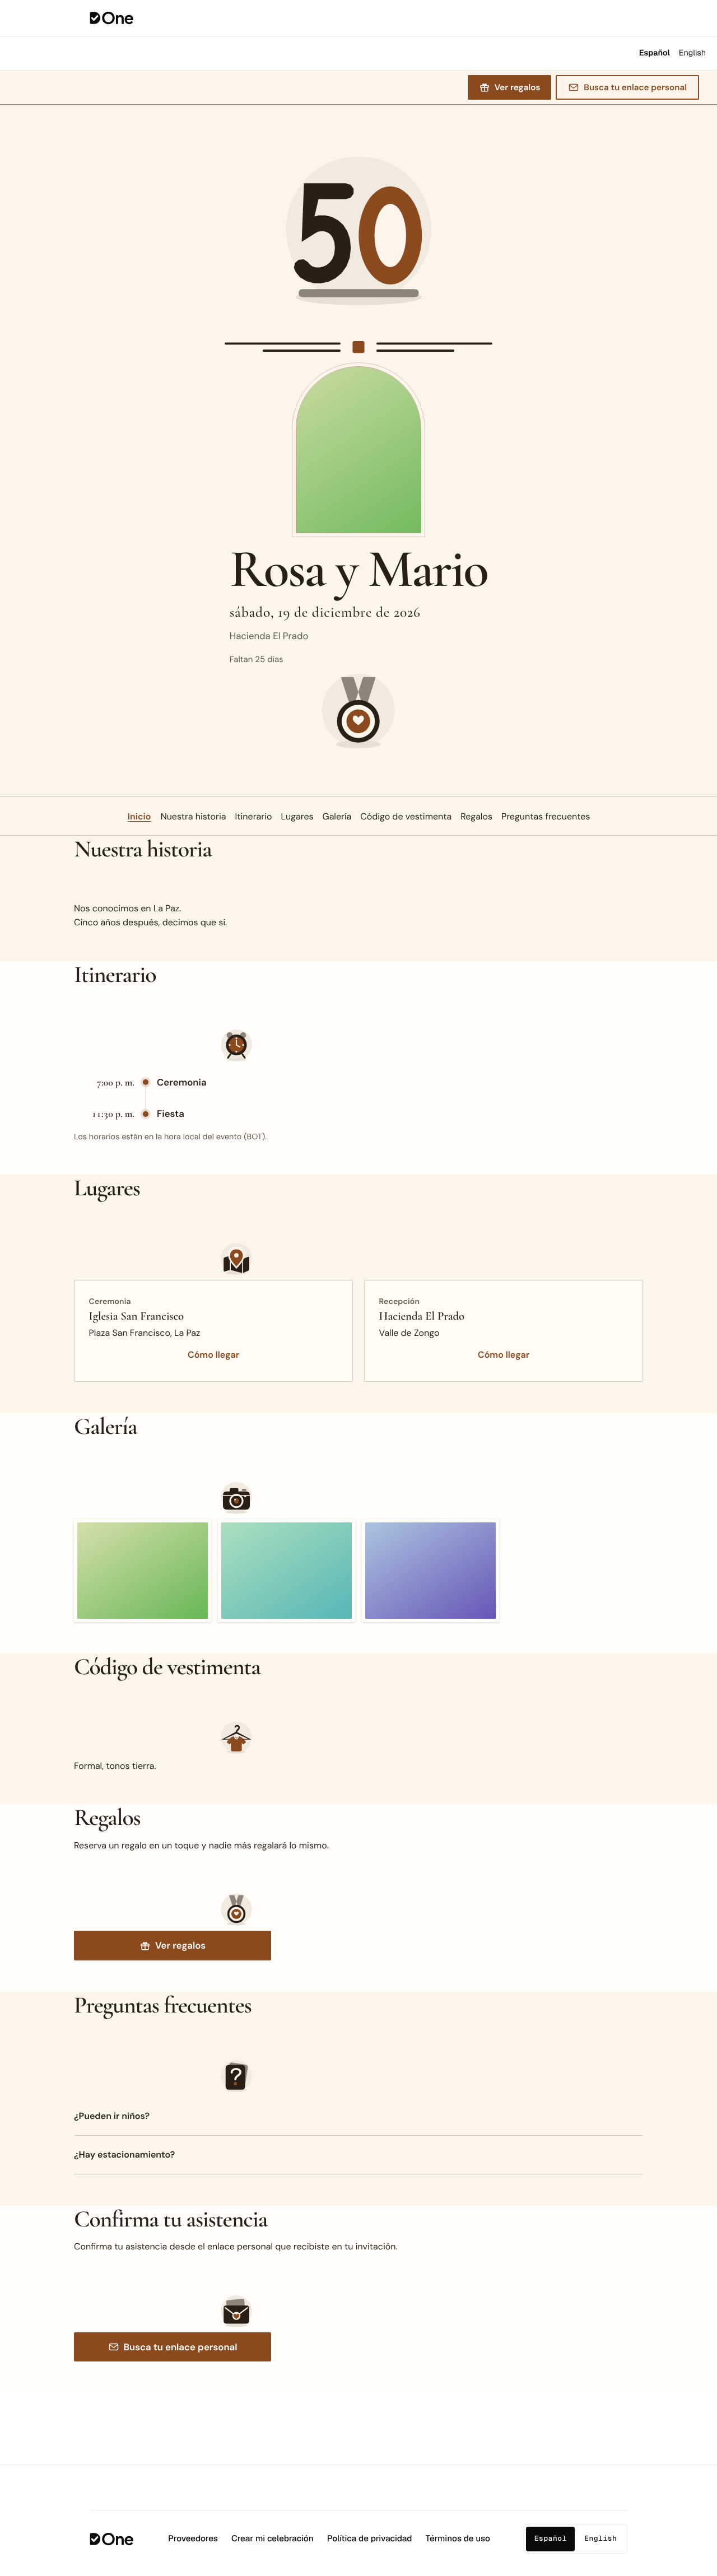 One
Español English
Ver regalos Busca tu enlace personal
50
Rosa y Mario
sábado, 19 de diciembre de 2026
Hacienda El Prado
Faltan 25 días
Inicio Nuestra historia Itinerario Lugares Galería Código de vestimenta Regalos Preguntas frecuentes
Nuestra historia
Nos conocimos en La Paz.
Cinco años después, decimos que sí.
Itinerario
7:00 p. m. Ceremonia
11:30 p. m. Fiesta
Los horarios están en la hora local del evento (BOT).
Lugares
Ceremonia
Iglesia San Francisco
Plaza San Francisco, La Paz
Cómo llegar
Recepción
Hacienda El Prado
Valle de Zongo
Cómo llegar
Galería
Código de vestimenta
Formal, tonos tierra.
Regalos
Reserva un regalo en un toque y nadie más regalará lo mismo.
Ver regalos
Preguntas frecuentes
?
¿Pueden ir niños?
¿Hay estacionamiento?
Confirma tu asistencia
Confirma tu asistencia desde el enlace personal que recibiste en tu invitación.
Busca tu enlace personal
One
Proveedores Crear mi celebración Política de privacidad Términos de uso
Español English